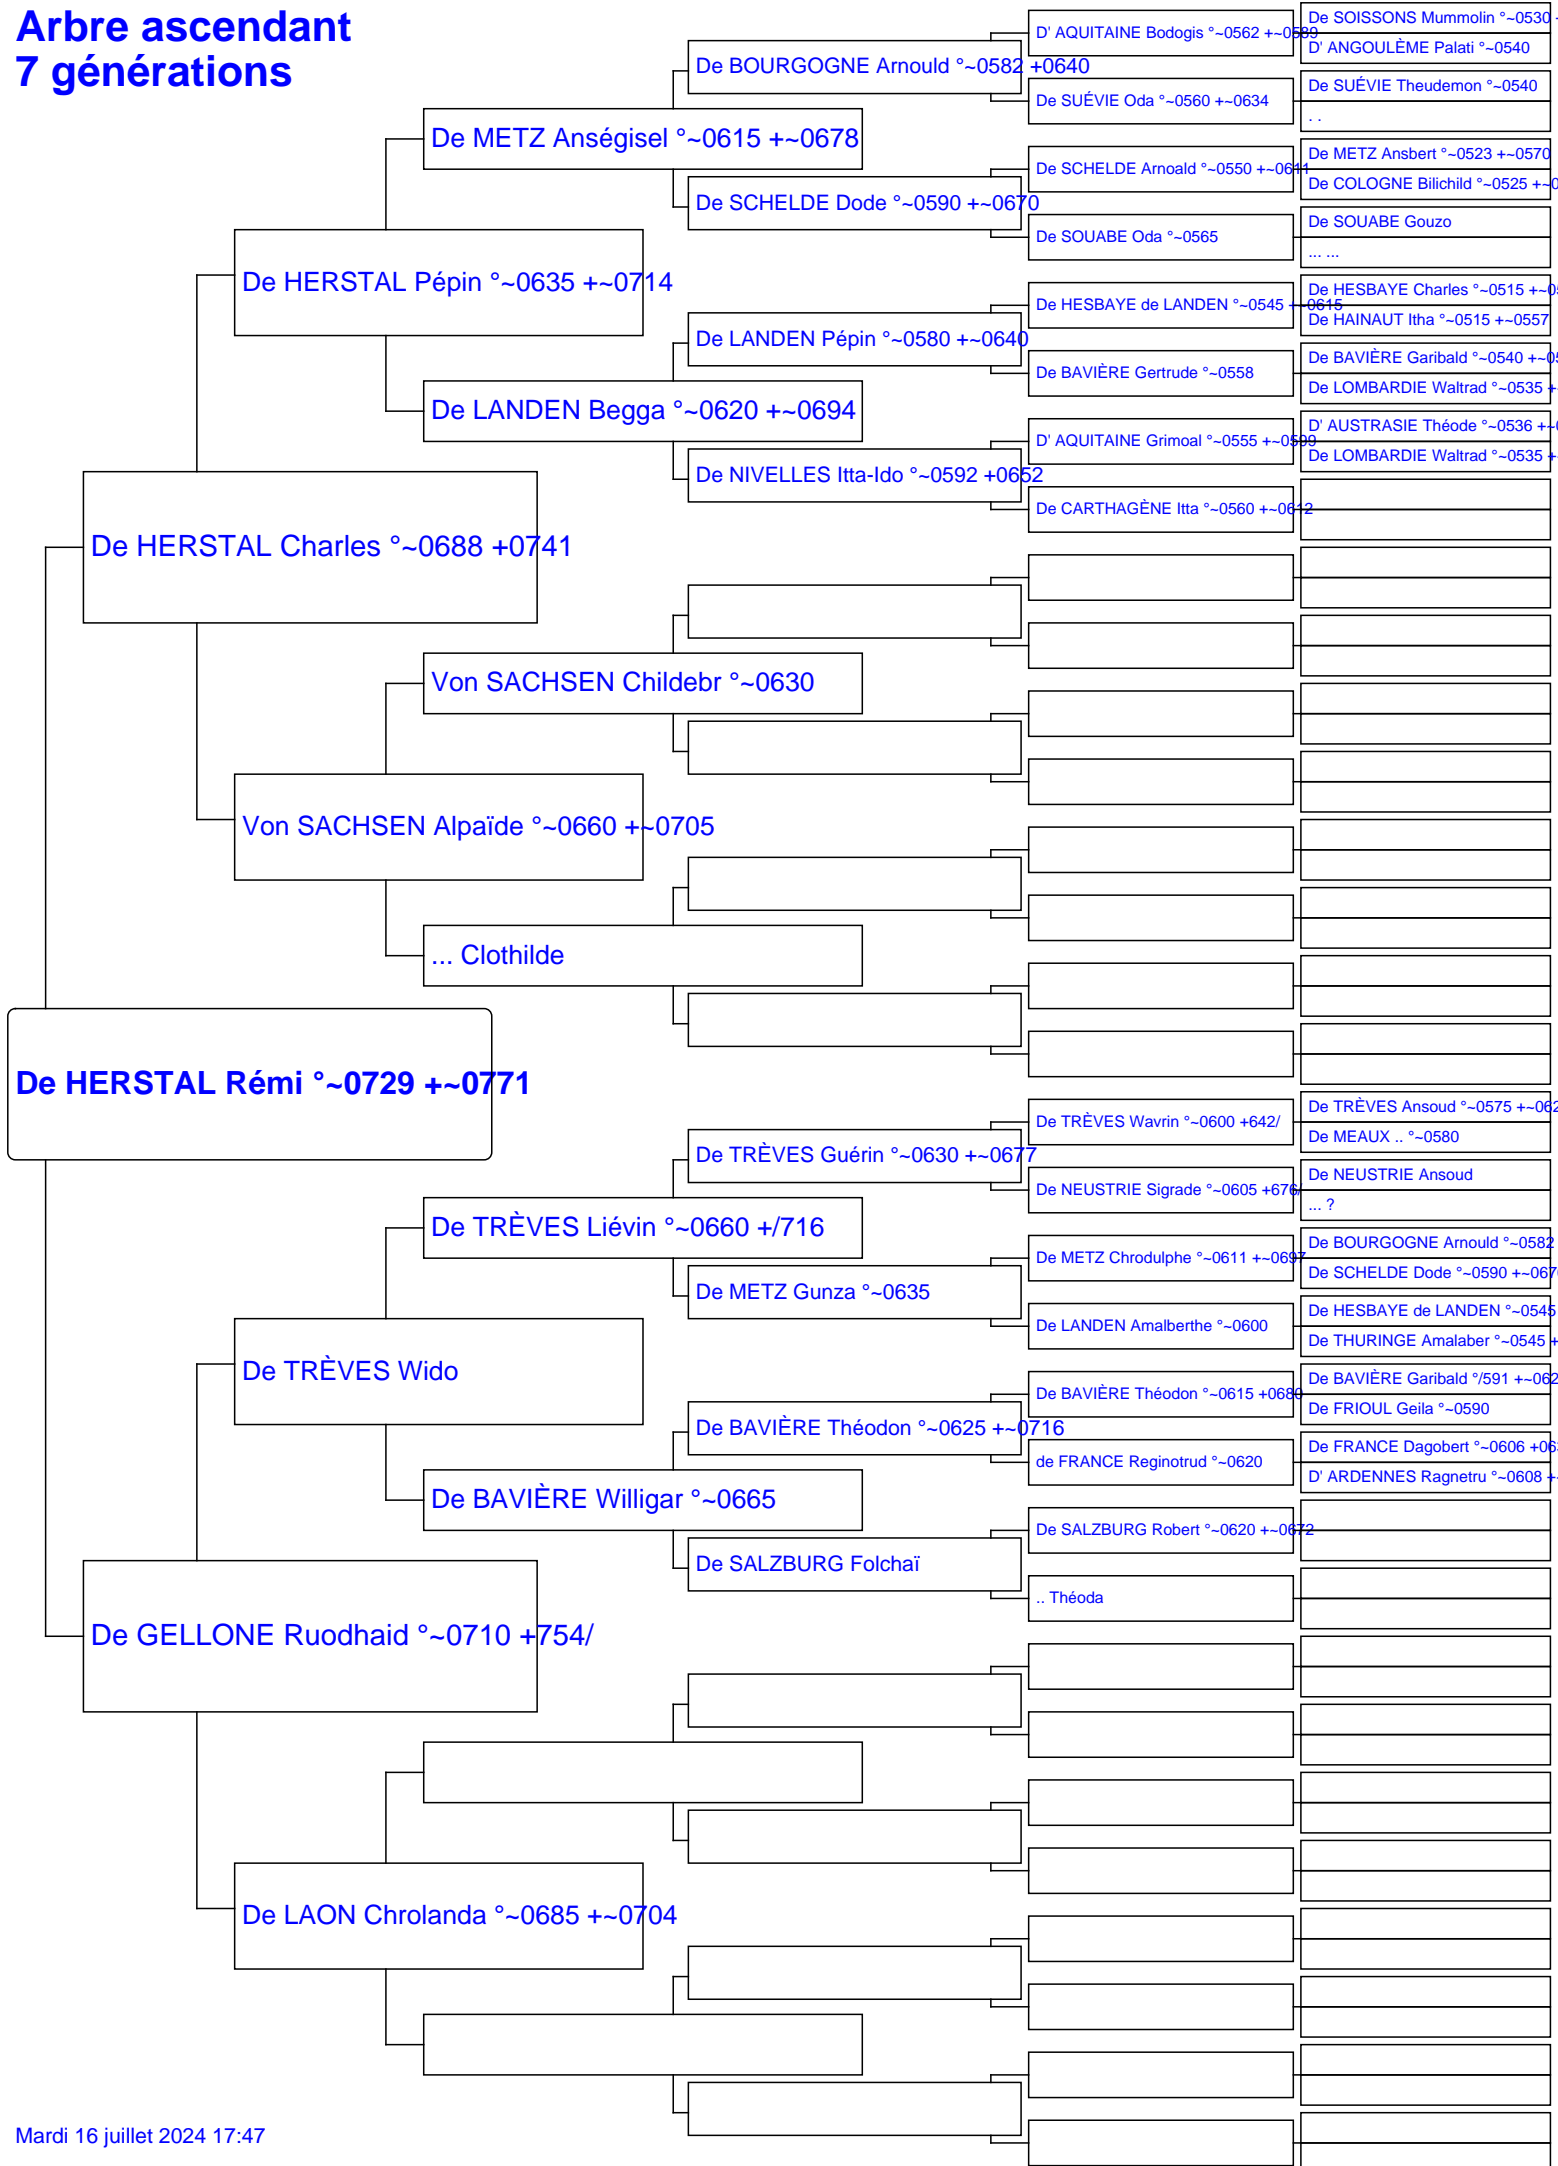 Arbre ascendant
7 générations
De HERSTAL Rémi °~0729 +~0771
De HERSTAL Charles °~0688 +0741
De GELLONE Ruodhaid °~0710 +754/
De HERSTAL Pépin °~0635 +~0714
Von SACHSEN Alpaïde °~0660 +~0705
De TRÈVES Wido
De LAON Chrolanda °~0685 +~0704
De METZ Anségisel °~0615 +~0678
De LANDEN Begga °~0620 +~0694
Von SACHSEN Childebr °~0630
... Clothilde
De TRÈVES Liévin °~0660 +/716
De BAVIÈRE Willigar °~0665
De BOURGOGNE Arnould °~0582 +0640
De SCHELDE Dode °~0590 +~0670
De LANDEN Pépin °~0580 +~0640
De NIVELLES Itta-Ido °~0592 +0652
De TRÈVES Guérin °~0630 +~0677
De METZ Gunza °~0635
De BAVIÈRE Théodon °~0625 +~0716
De SALZBURG Folchaï
D' AQUITAINE Bodogis °~0562 +~0589
De SUÉVIE Oda °~0560 +~0634
De SCHELDE Arnoald °~0550 +~0611
De SOUABE Oda °~0565
De HESBAYE de LANDEN °~0545 +~0615
De BAVIÈRE Gertrude °~0558
D' AQUITAINE Grimoal °~0555 +~0599
De CARTHAGÈNE Itta °~0560 +~0612
De TRÈVES Wavrin °~0600 +642/
De NEUSTRIE Sigrade °~0605 +676/
De METZ Chrodulphe °~0611 +~0697
De LANDEN Amalberthe °~0600
De BAVIÈRE Théodon °~0615 +0680
de FRANCE Reginotrud °~0620
De SALZBURG Robert °~0620 +~0672
.. Théoda
De SOISSONS Mummolin °~0530 +
D' ANGOULÊME Palati °~0540
De SUÉVIE Theudemon °~0540
. .
De METZ Ansbert °~0523 +~0570
De COLOGNE Bilichild °~0525 +~0
De SOUABE Gouzo
... ...
De HESBAYE Charles °~0515 +~05
De HAINAUT Itha °~0515 +~0557
De BAVIÈRE Garibald °~0540 +~05
De LOMBARDIE Waltrad °~0535 +
D' AUSTRASIE Théode °~0536 +~0
De LOMBARDIE Waltrad °~0535 +
De TRÈVES Ansoud °~0575 +~062
De MEAUX .. °~0580
De NEUSTRIE Ansoud
... ?
De BOURGOGNE Arnould °~0582
De SCHELDE Dode °~0590 +~067
De HESBAYE de LANDEN °~0545
De THURINGE Amalaber °~0545 +
De BAVIÈRE Garibald °/591 +~062
De FRIOUL Geila °~0590
De FRANCE Dagobert °~0606 +063
D' ARDENNES Ragnetru °~0608 +
Mardi 16 juillet 2024 17:47